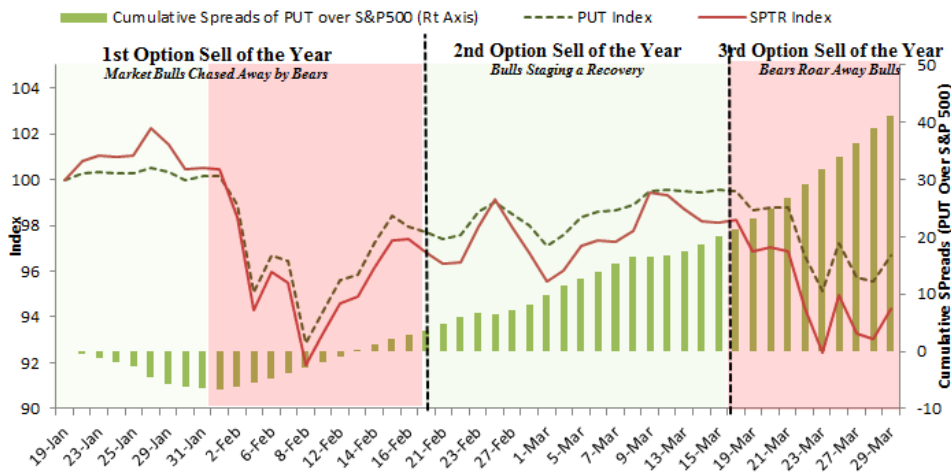 Cumulative Spreads of PUT over S&P500 (Rt Axis)
PUT Index
SPTR Index
1st Option Sell of the Year
Market Bulls Chased Away by Bears
2nd Option Sell of the Year
Bulls Staging a Recovery
3rd Option Sell of the Year
Bears Roar Away Bulls
Index
104
102
100
98
96
94
92
90
50
40
30
20
10
0
-10
Cumulative Spreads (PUT Over S&P 500)
19-Jan
23-Jan
25-Jan
29-Jan
31-Jan
2-Feb
6-Feb
8-Feb
12-Feb
14-Feb
16-Feb
21-Feb
23-Feb
27-Feb
1-Mar
5-Mar
7-Mar
9-Mar
13-Mar
15-Mar
19-Mar
21-Mar
23-Mar
27-Mar
29-Mar